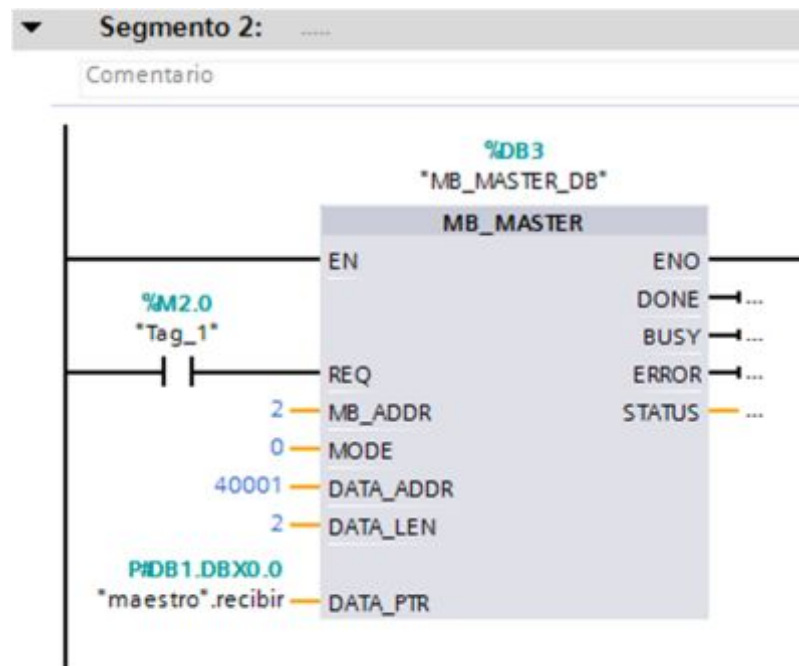 Segmento 2: .....
Comentario
%DB3
"MB_MASTER_DB"
MB_MASTER
EN ENO
%M2.0 DONE ...
"Tag_1" BUSY ...
REQ ERROR ...
2 MB_ADDR STATUS ...
0 MODE
40001 DATA_ADDR
2 DATA_LEN
P#DB1.DBX0.0
"maestro".recibir DATA_PTR